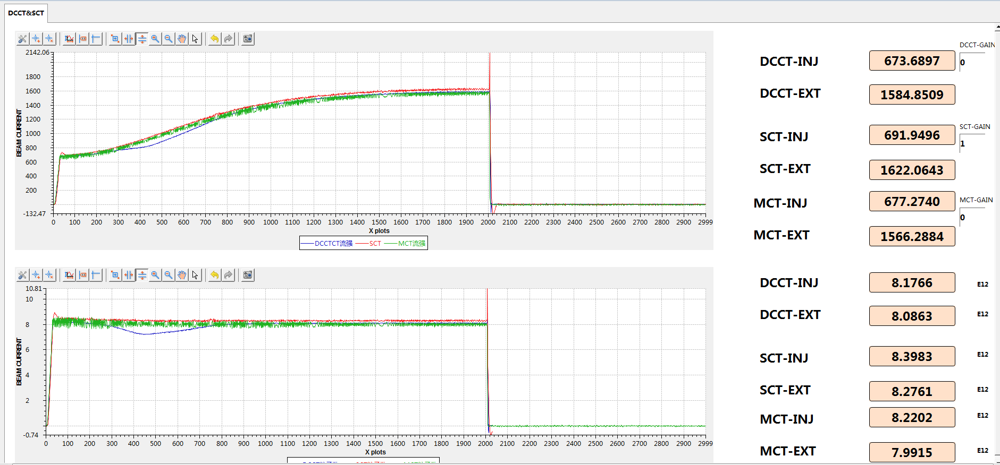 DCCT&SCT
2142.06
1800
1600
1400
1200
1000
800
600
400
200
-132.47
BEAM CURRENT
0 100 200 300 400 500 600 700 800 900 1000 1100 1200 1300 1400 1500 1600 1700 1800 1900 2000 2100 2200 2300 2400 2500 2600 2700 2800 2900 2999
X plots
DCCTCT流强 SCT MCT流强
DCCT-INJ 673.6897
DCCT-GAIN
0
DCCT-EXT 1584.8509
SCT-INJ 691.9496
SCT-GAIN
1
SCT-EXT 1622.0643
MCT-INJ 677.2740
MCT-GAIN
0
MCT-EXT 1566.2884
10.81
10
8
6
4
2
-0.74
BEAM CURRENT
0 100 200 300 400 500 600 700 800 900 1000 1100 1200 1300 1400 1500 1600 1700 1800 1900 2000 2100 2200 2300 2400 2500 2600 2700 2800 2900 2999
X plots
DCCT-INJ 8.1766 E12
DCCT-EXT 8.0863 E12
SCT-INJ 8.3983 E12
SCT-EXT 8.2761 E12
MCT-INJ 8.2202 E12
MCT-EXT 7.9915 E12